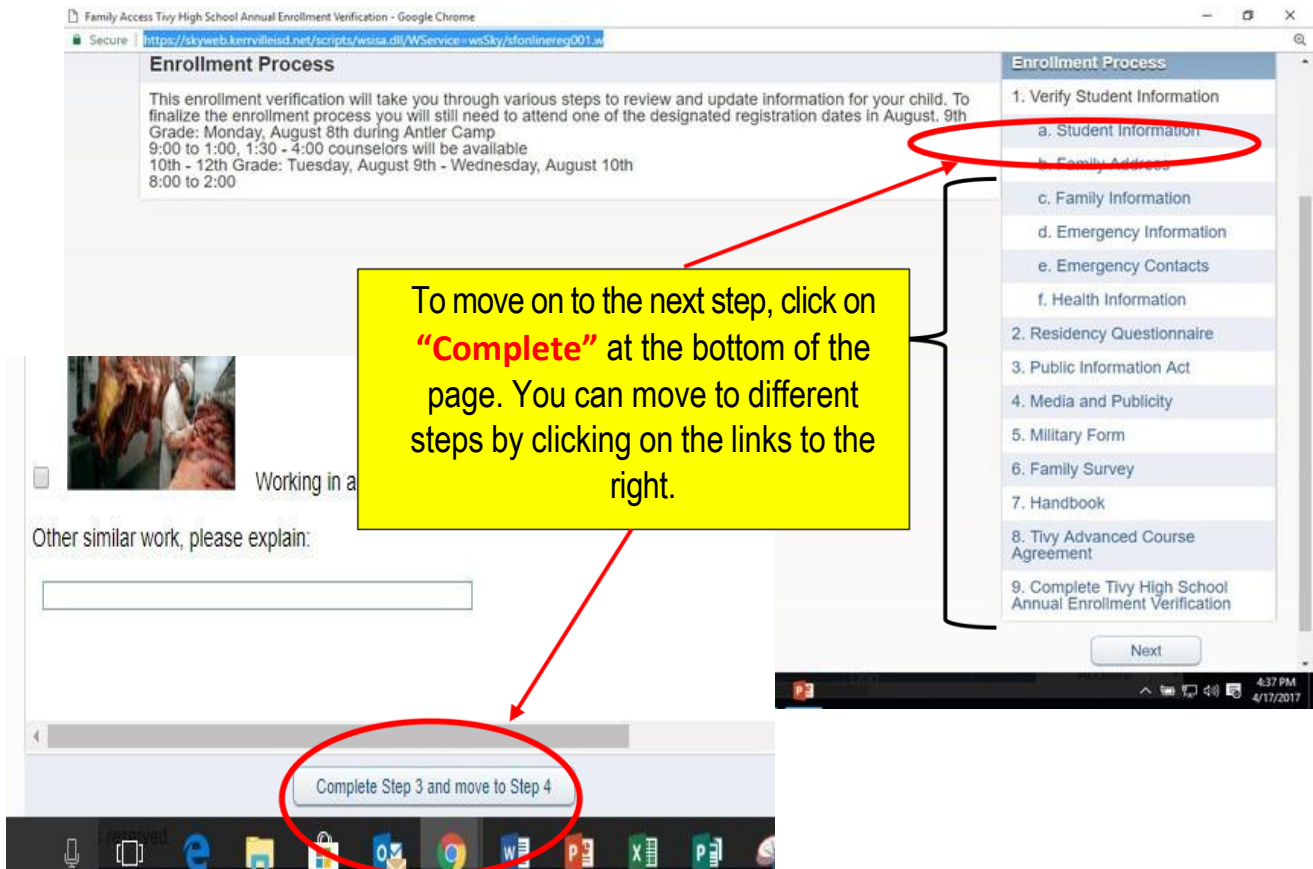 Family Access Tivy High School Annual Enrollment Verification - Google Chrome
Secure | https://skyweb.kerrvilleisd.net/scripts/wsisa.dll/WService=wsSky/sfonlinereg001.w
Enrollment Process
This enrollment verification will take you through various steps to review and update information for your child. To
finalize the enrollment process you will still need to attend one of the designated registration dates in August. 9th
Grade: Monday, August 8th during Antler Camp
9:00 to 1:00, 1:30 - 4:00 counselors will be available
10th - 12th Grade: Tuesday, August 9th - Wednesday, August 10th
8:00 to 2:00
Enrollment Process
1. Verify Student Information
a. Student Information
b. Family Address
c. Family Information
d. Emergency Information
e. Emergency Contacts
f. Health Information
2. Residency Questionnaire
3. Public Information Act
4. Media and Publicity
5. Military Form
6. Family Survey
7. Handbook
8. Tivy Advanced Course
Agreement
9. Complete Tivy High School
Annual Enrollment Verification
Next
4:37 PM
4/17/2017
To move on to the next step, click on
“Complete” at the bottom of the
page. You can move to different
steps by clicking on the links to the
right.
Working in a
Other similar work, please explain:
Complete Step 3 and move to Step 4